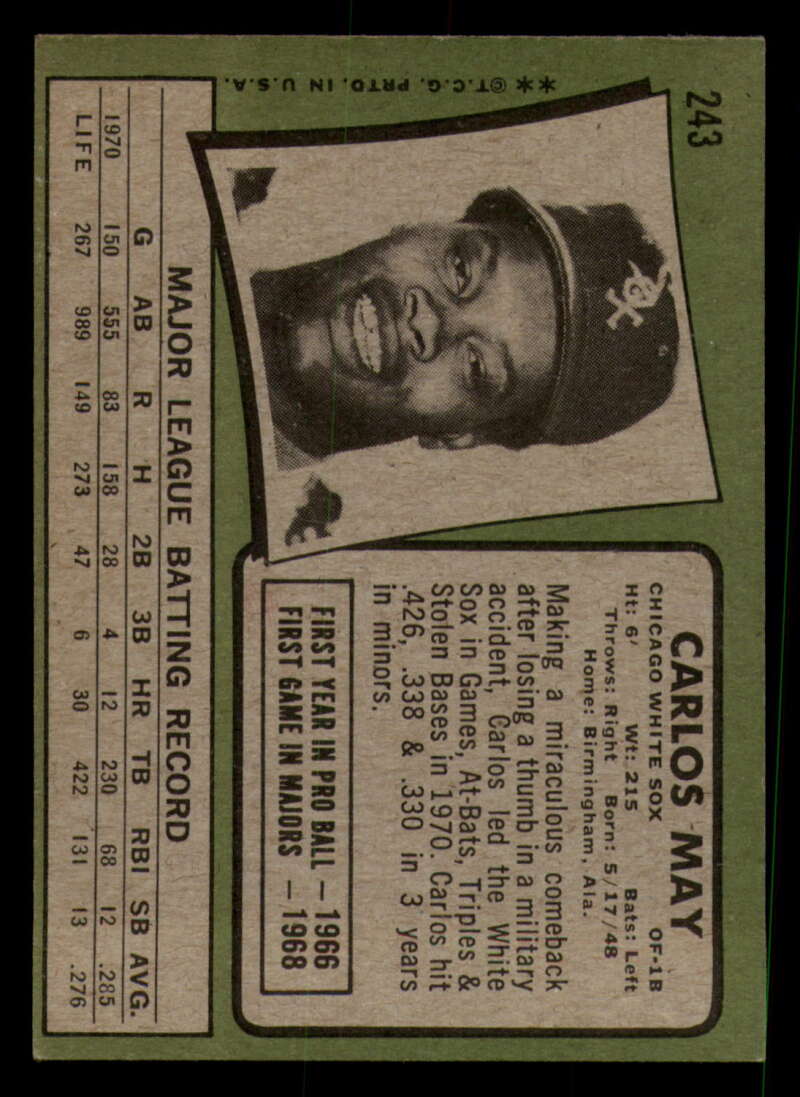 243
**©T.C.G. PRTD. IN U.S.A.
CARLOS MAY
CHICAGO WHITE SOX OF-1B
Ht: 6' Wt: 215 Bats: Left
Throws: Right Born: 5/17/48
Home: Birmingham, Ala.
Making a miraculous comeback
after losing a thumb in a military
accident, Carlos led the White
Sox in Games, At-Bats, Triples &
Stolen Bases in 1970. Carlos hit
.426, .338 & .330 in 3 years
in minors.
FIRST YEAR IN PRO BALL — 1966
FIRST GAME IN MAJORS — 1968
MAJOR LEAGUE BATTING RECORD
G AB R H 2B 3B HR TB RBI SB AVG.
1970 150 555 83 158 28 4 12 230 68 12 .285
LIFE 267 989 149 273 47 6 30 422 131 13 .276